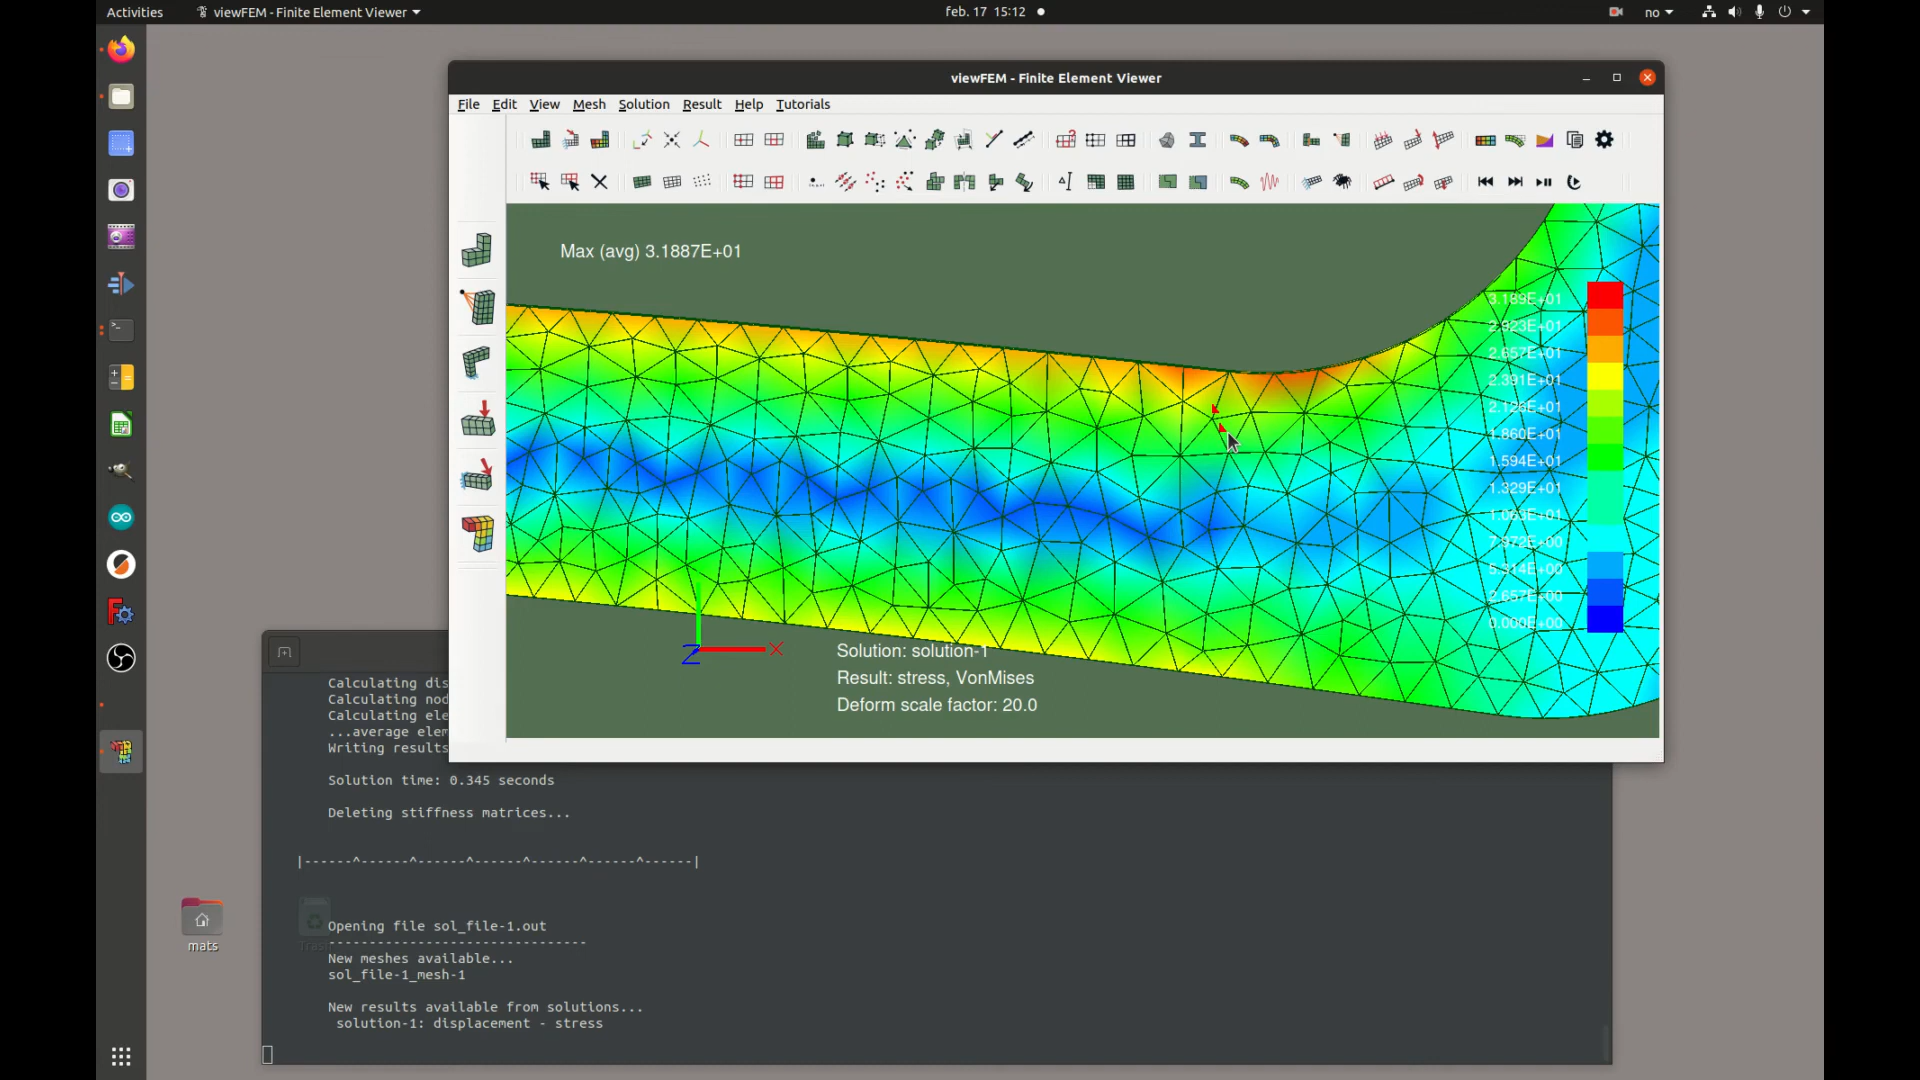 Activities
viewFEM - Finite Element Viewer
feb. 17 15:12
no
viewFEM - Finite Element Viewer
File Edit View Mesh Solution Result Help Tutorials
Max (avg) 3.1887E+01
3.189E+01
2.923E+01
2.657E+01
2.391E+01
2.126E+01
1.860E+01
1.594E+01
1.329E+01
1.063E+01
7.972E+00
5.314E+00
2.657E+00
0.000E+00
Z X
Solution: solution-1
Result: stress, VonMises
Deform scale factor: 20.0
Calculating dis
Calculating nod
Calculating ele
...average elem
Writing results
Solution time: 0.345 seconds
Deleting stiffness matrices...
|------^------^------^------^------^------^------|
Opening file sol_file-1.out
--------------------------------
New meshes available...
sol_file-1_mesh-1
New results available from solutions...
solution-1: displacement - stress
mats
Trash